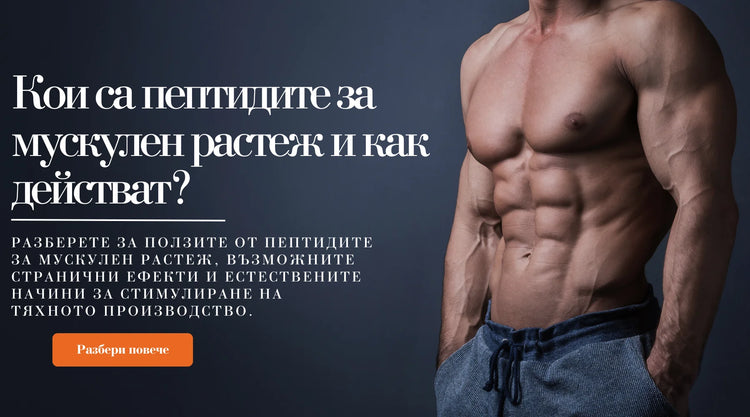 Кои са пептидите за
мускулен растеж и как
действат?
РАЗБЕРЕТЕ ЗА ПОЛЗИТЕ ОТ ПЕПТИДИТЕ
ЗА МУСКУЛЕН РАСТЕЖ, ВЪЗМОЖНИТЕ
СТРАНИЧНИ ЕФЕКТИ И ЕСТЕСТВЕНИТЕ
НАЧИНИ ЗА СТИМУЛИРАНЕ НА
ТЯХНОТО ПРОИЗВОДСТВО.
Разбери повече